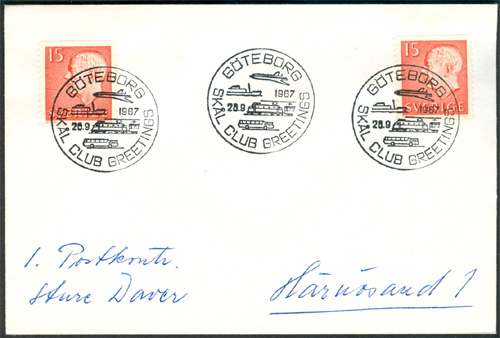 15
GÖTEBORG
1967
28.9
SKÅL CLUB GREETINGS
GÖTEBORG
1967
28.9
SKÅL CLUB GREETINGS
15
SVERIGE
GÖTEBORG
1967
28.9
SKÅL CLUB GREETINGS
1. Postkontr.
Sture Daver
Härnösand 1